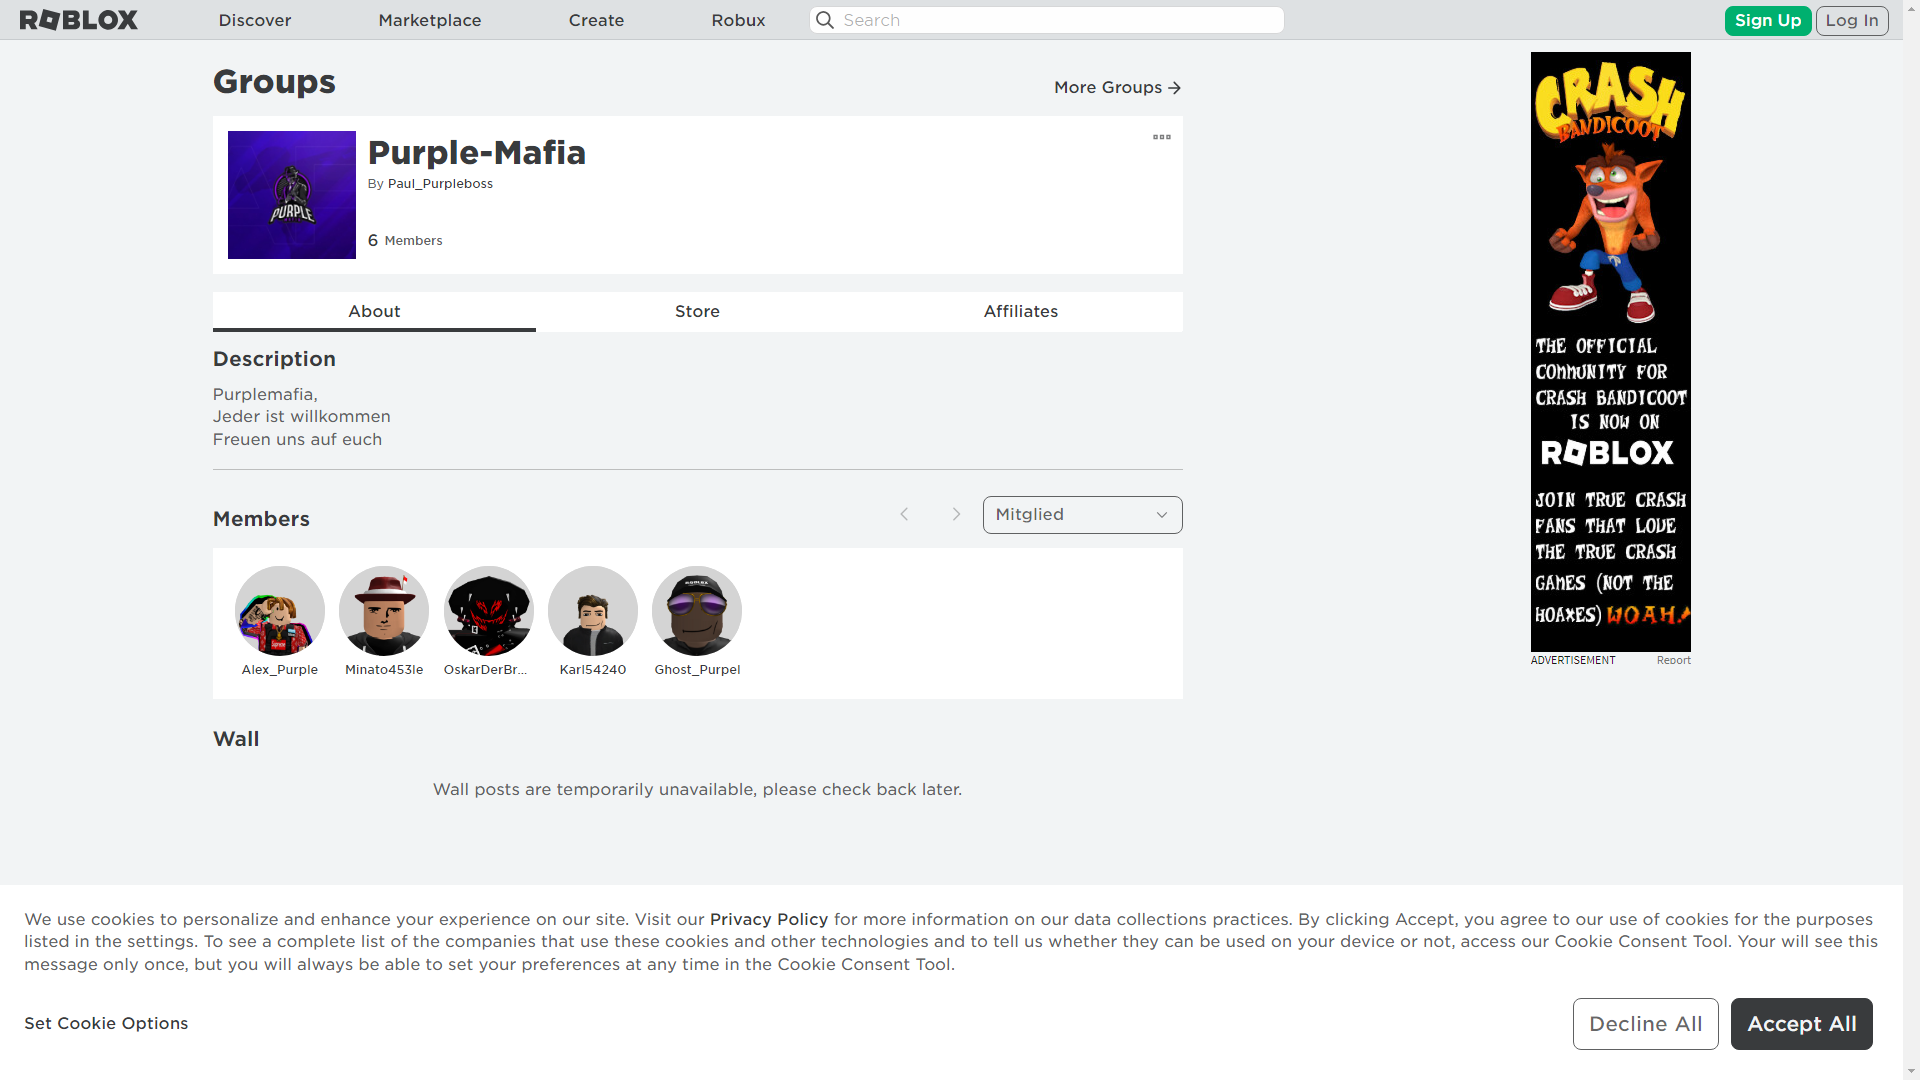 ROBLOX
Discover
Marketplace
Create
Robux
Search
Sign Up
Log In
Groups
More Groups
PURPLE
Purple-Mafia
By Paul_Purpleboss
6 Members
About
Store
Affiliates
Description
Purplemafia,
Jeder ist willkommen
Freuen uns auf euch
Members
Mitglied
Alex_Purple
Minato453le
OskarDerBr...
Karl54240
Ghost_Purpel
Wall
Wall posts are temporarily unavailable, please check back later.
CRASH
BANDICOOT
THE OFFICIAL
COMMUNITY FOR
CRASH BANDICOOT
IS NOW ON
ROBLOX
JOIN TRUE CRASH
FANS THAT LOVE
THE TRUE CRASH
GAMES (NOT THE
HOAXES) WOAH!
ADVERTISEMENT
Report
We use cookies to personalize and enhance your experience on our site. Visit our Privacy Policy for more information on our data collections practices. By clicking Accept, you agree to our use of cookies for the purposes
listed in the settings. To see a complete list of the companies that use these cookies and other technologies and to tell us whether they can be used on your device or not, access our Cookie Consent Tool. Your will see this
message only once, but you will always be able to set your preferences at any time in the Cookie Consent Tool.
Set Cookie Options
Decline All
Accept All